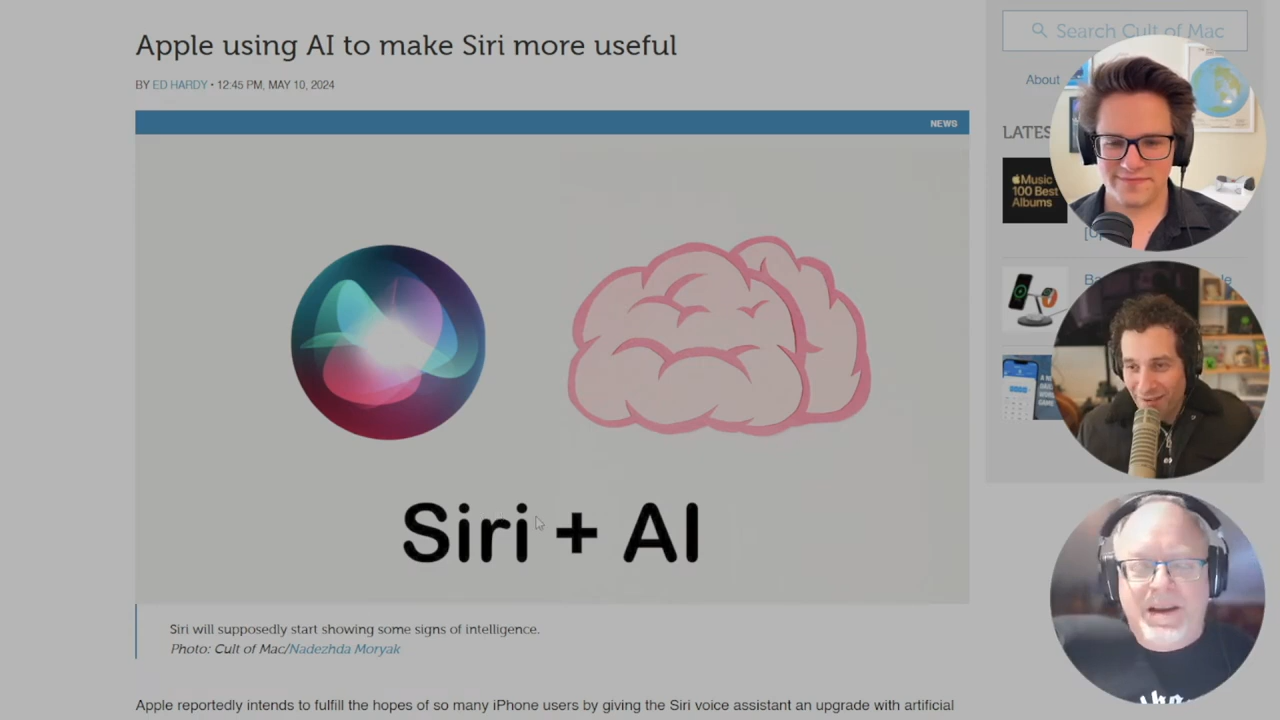 Apple using AI to make Siri more useful
BY ED HARDY • 12:45 PM, MAY 10, 2024
NEWS
Siri + AI
Siri will supposedly start showing some signs of intelligence.
Photo: Cult of Mac/Nadezhda Moryak
Apple reportedly intends to fulfill the hopes of so many iPhone users by giving the Siri voice assistant an upgrade with artificial
Search Cult of Mac
About
Music
100 Best
Albums